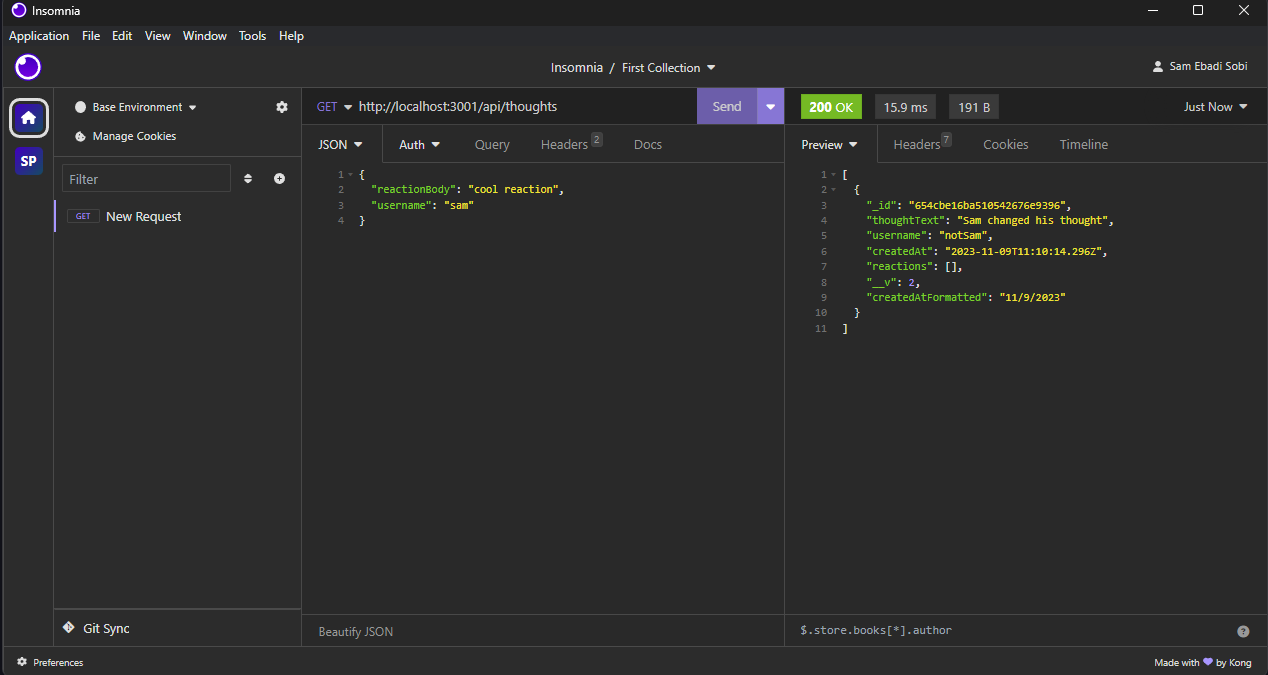 Insomnia
Application File Edit View Window Tools Help
Insomnia / First Collection
Sam Ebadi Sobi
Base Environment
GET http://localhost:3001/api/thoughts
Send
200 OK 15.9 ms 191 B
Just Now
Manage Cookies
JSON Auth Query Headers 2 Docs
Preview Headers 7 Cookies Timeline
SP
Filter
GET New Request
1 {
2 "reactionBody": "cool reaction",
3 "username": "sam"
4 }
1 [
2 {
3 "_id": "654cbe16ba510542676e9396",
4 "thoughtText": "Sam changed his thought",
5 "username": "notSam",
6 "createdAt": "2023-11-09T11:10:14.296Z",
7 "reactions": [],
8 "__v": 2,
9 "createdAtFormatted": "11/9/2023"
10 }
11 ]
Git Sync
Beautify JSON
$.store.books[*].author
?
Preferences
Made with 💜 by Kong